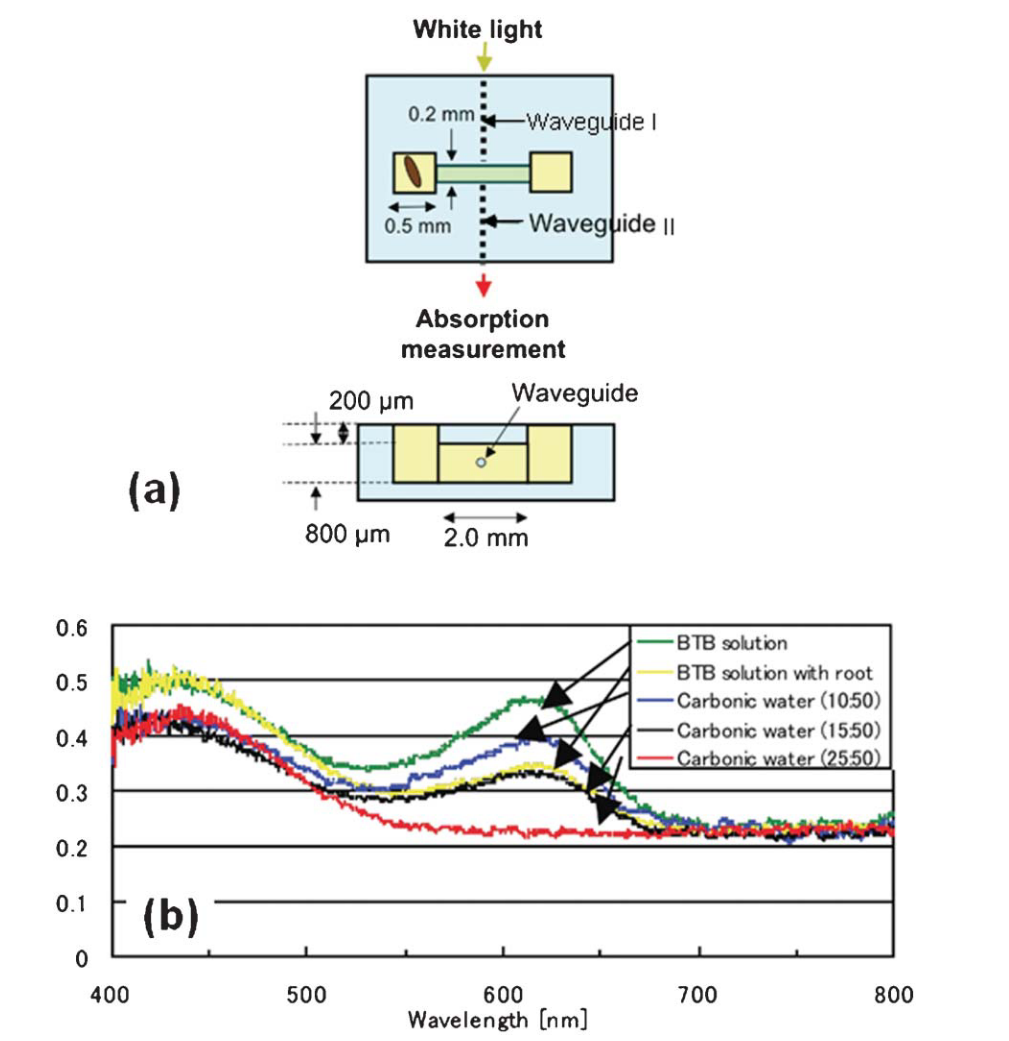 White light
0.2 mm
Waveguide I
0.5 mm
Waveguide II
Absorption
measurement
Waveguide
200 µm
(a)
800 µm
2.0 mm
0.6
0.5
0.4
0.3
0.2
0.1
0
BTB solution
BTB solution with root
Carbonic water (10:50)
Carbonic water (15:50)
Carbonic water (25:50)
(b)
400 500 600 700 800
Wavelength [nm]